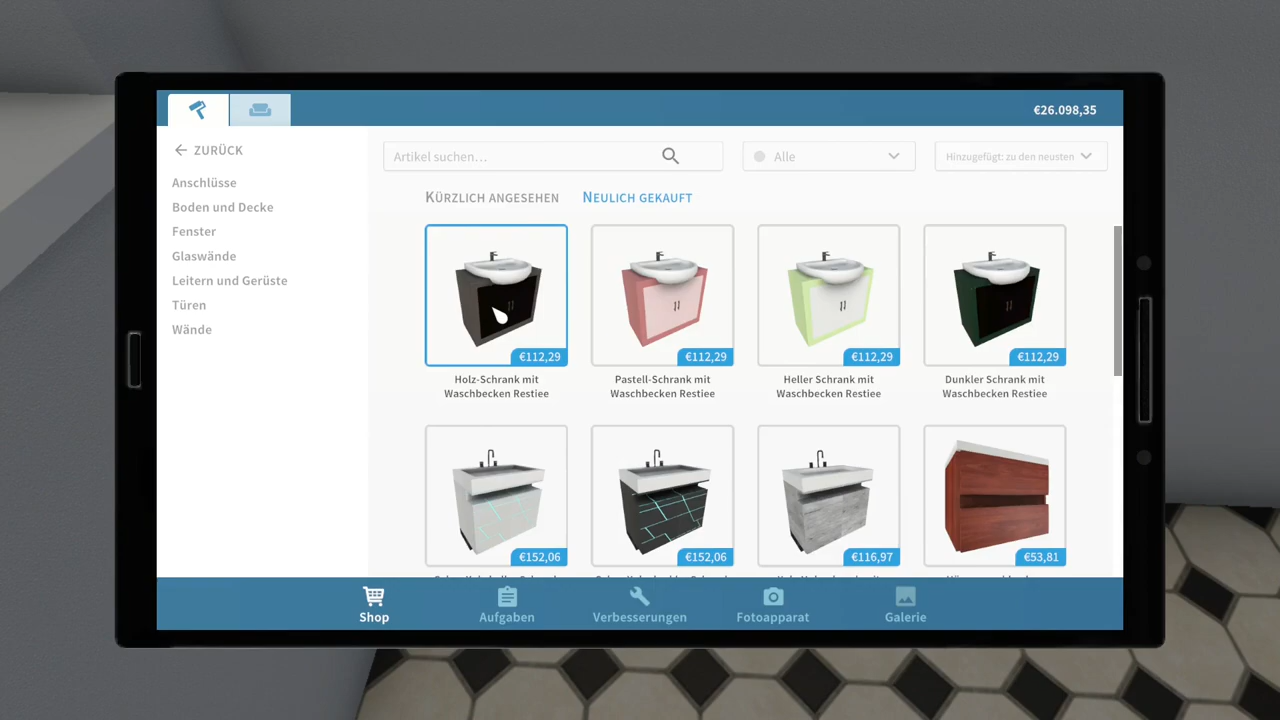 €26.098,35
ZURÜCK
Artikel suchen…
Alle
Hinzugefügt: zu den neusten
Anschlüsse
Boden und Decke
Fenster
Glaswände
Leitern und Gerüste
Türen
Wände
KÜRZLICH ANGESEHEN
NEULICH GEKAUFT
€112,29
€112,29
€112,29
€112,29
Holz-Schrank mit
Waschbecken Restiee
Pastell-Schrank mit
Waschbecken Restiee
Heller Schrank mit
Waschbecken Restiee
Dunkler Schrank mit
Waschbecken Restiee
€152,06
€152,06
€116,97
€53,81
Shop
Aufgaben
Verbesserungen
Fotoapparat
Galerie